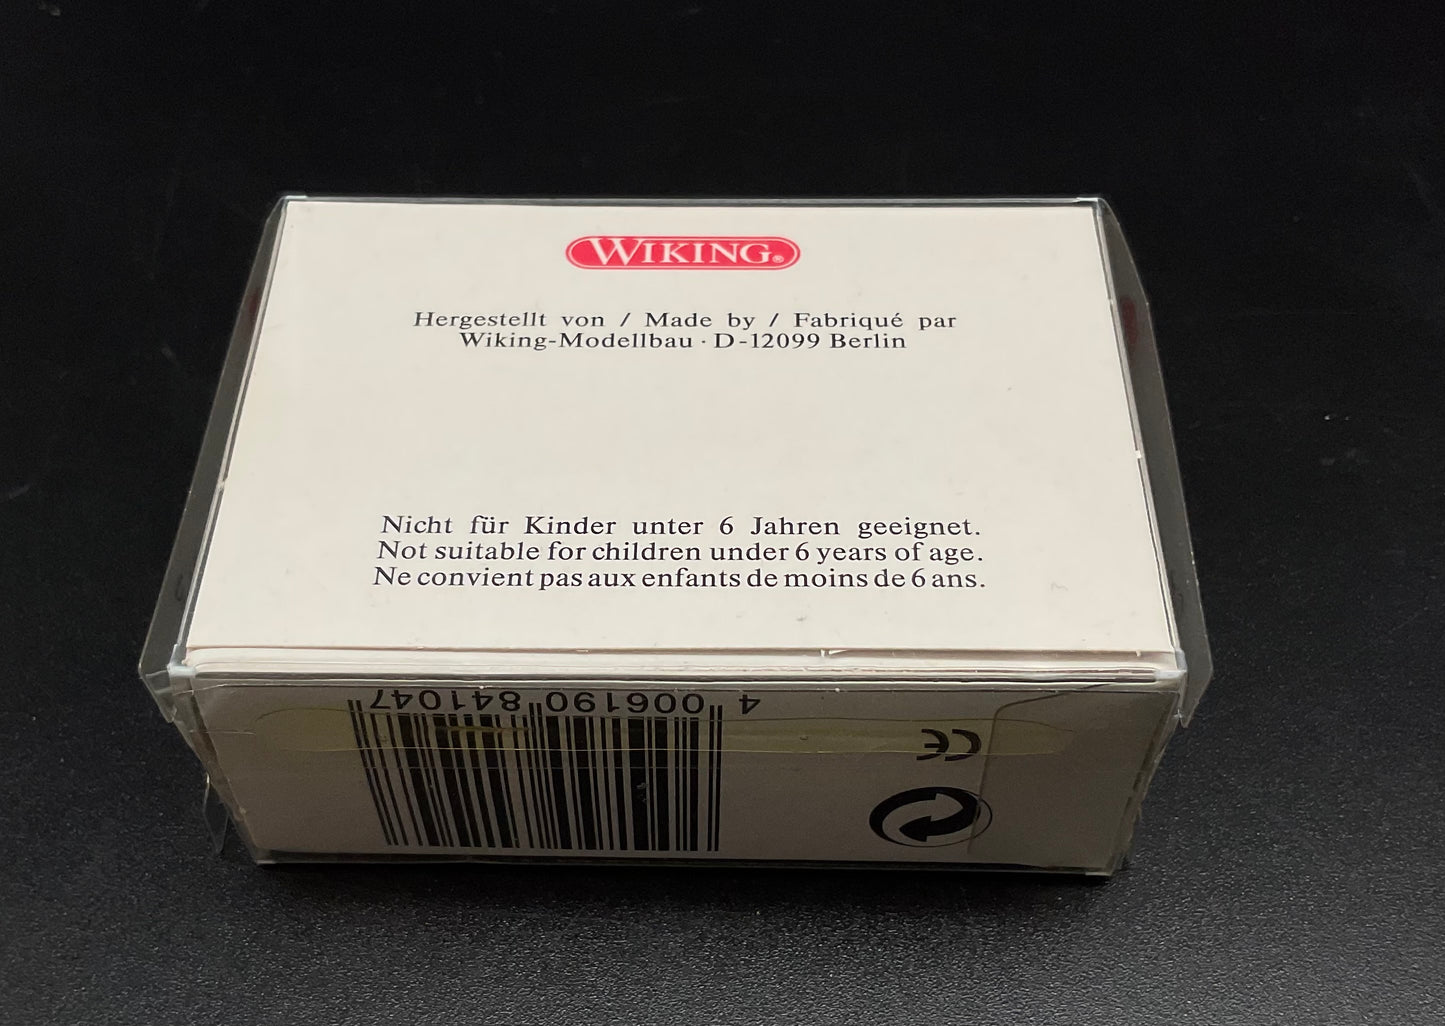 WIKING®
Hergestellt von / Made by / Fabriqué par
Wiking-Modellbau · D-12099 Berlin
Nicht für Kinder unter 6 Jahren geeignet.
Not suitable for children under 6 years of age.
Ne convient pas aux enfants de moins de 6 ans.
4 006190 841047
CE